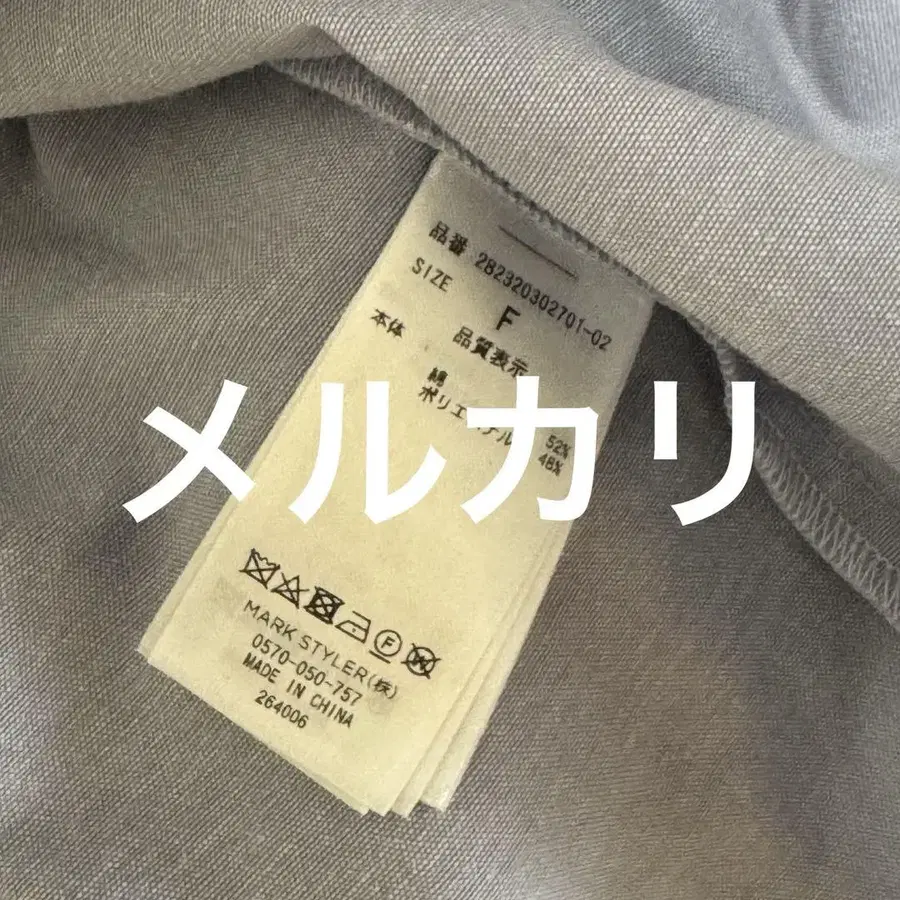 品番 282320302701-02
SIZE F
品質表示
本体 綿 52%
ポリエステル 48%
メルカリ
MARK STYLER(株)
0570-050-757
MADE IN CHINA
264006